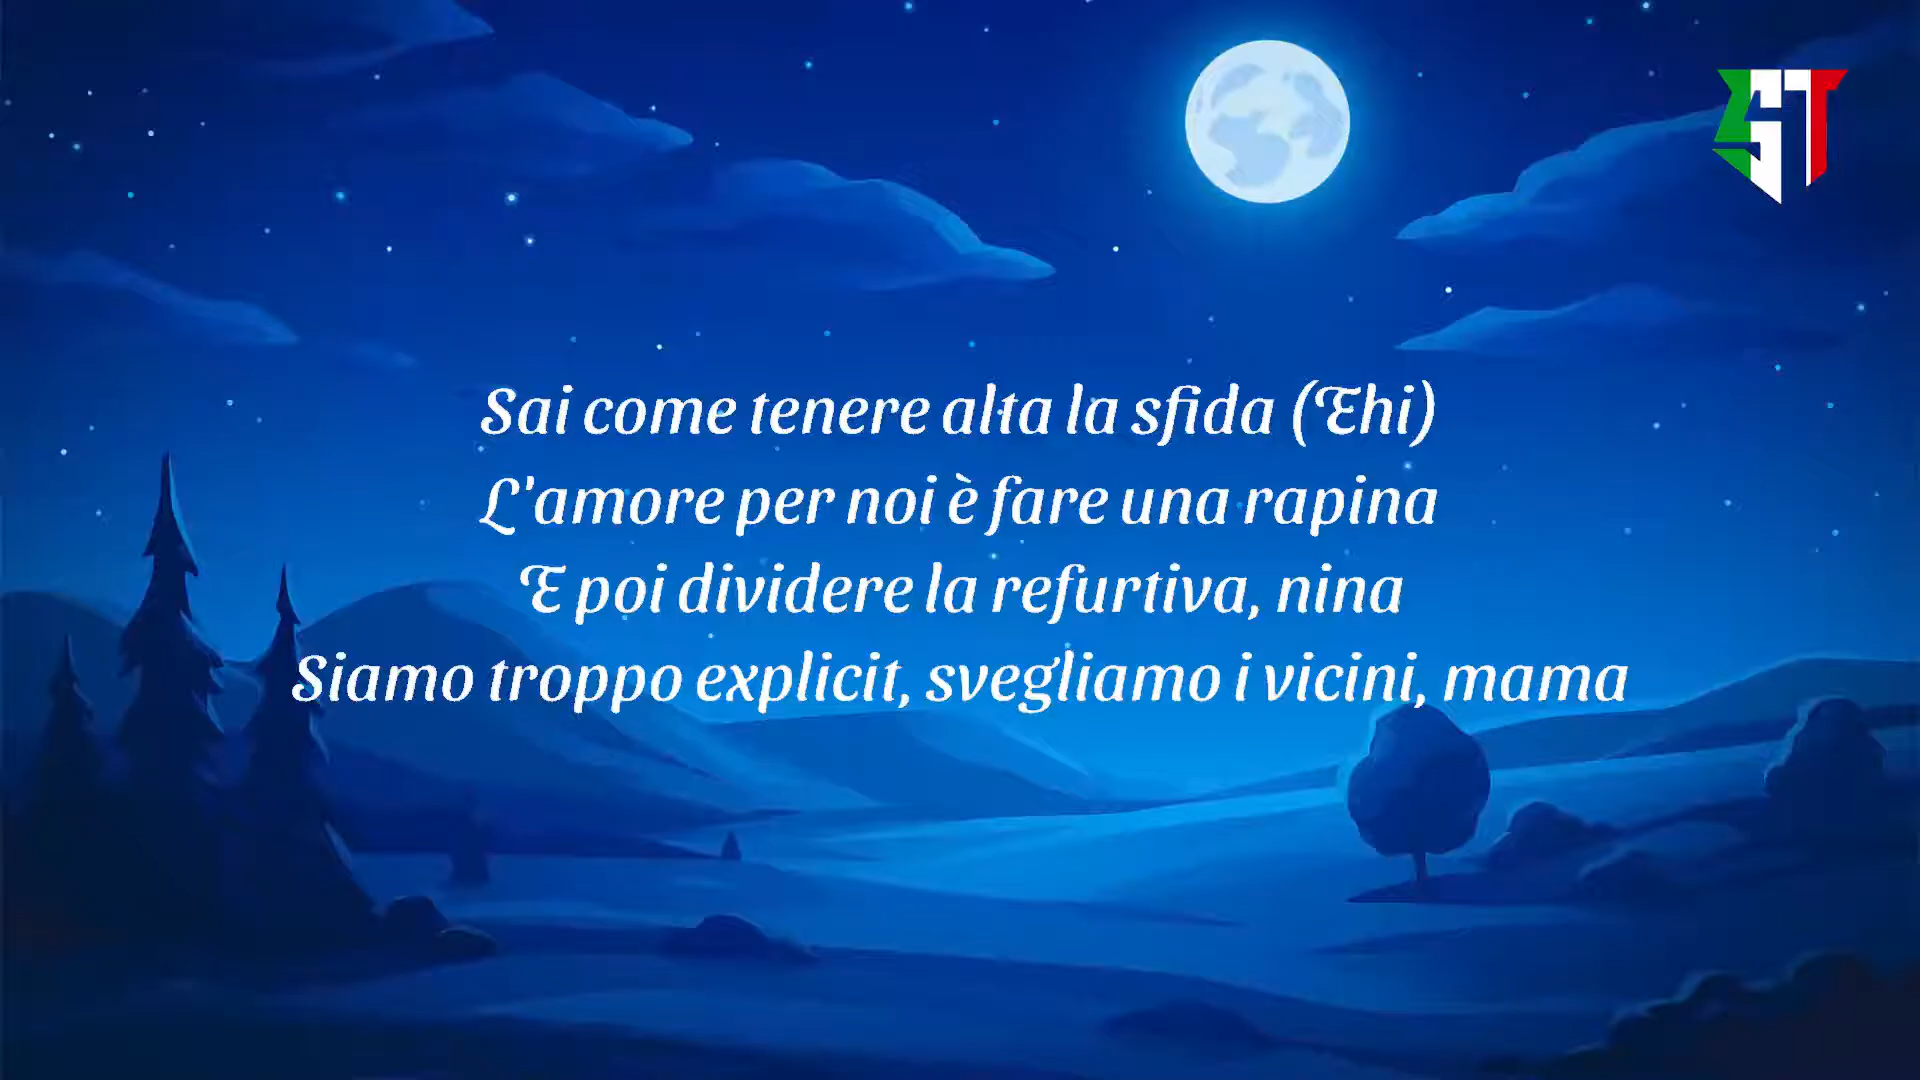 ST
Sai come tenere alta la sfida (Ehi)
L'amore per noi è fare una rapina
E poi dividere la refurtiva, nina
Siamo troppo explicit, svegliamo i vicini, mama